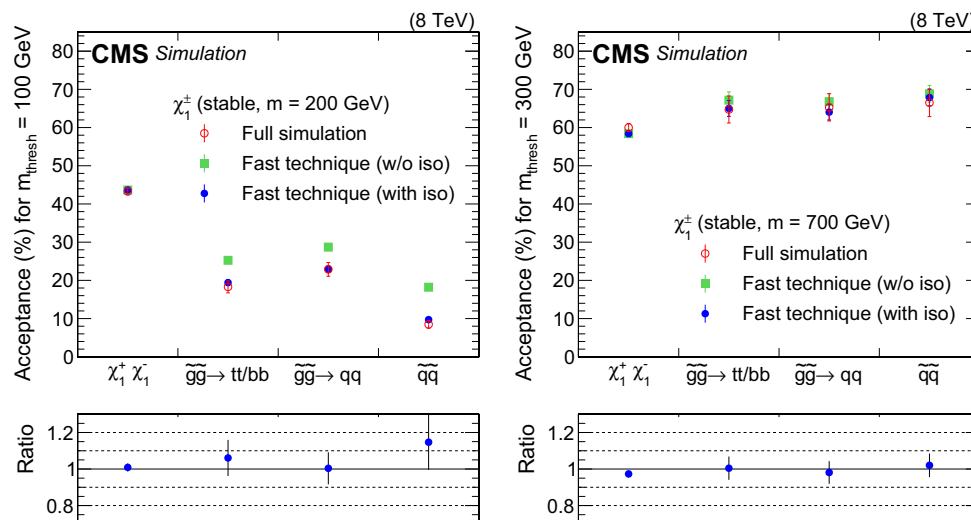 (8 TeV)
CMS Simulation
χ₁± (stable, m = 200 GeV)
Full simulation
Fast technique (w/o iso)
Fast technique (with iso)
Acceptance (%) for m_thresh = 100 GeV
80
70
60
50
40
30
20
10
0
χ₁⁺ χ₁⁻
g̃g̃→ tt/bb
g̃g̃→ qq
q̃q̃
Ratio
1.2
1
0.8
(8 TeV)
CMS Simulation
χ₁± (stable, m = 700 GeV)
Full simulation
Fast technique (w/o iso)
Fast technique (with iso)
Acceptance (%) for m_thresh = 300 GeV
80
70
60
50
40
30
20
10
0
χ₁⁺ χ₁⁻
g̃g̃→ tt/bb
g̃g̃→ qq
q̃q̃
Ratio
1.2
1
0.8